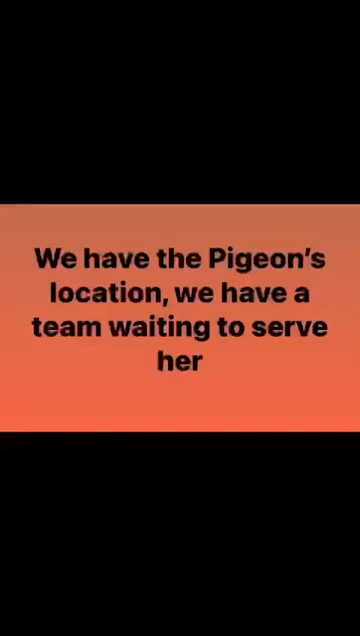 We have the Pigeon’s
location, we have a
team waiting to serve
her